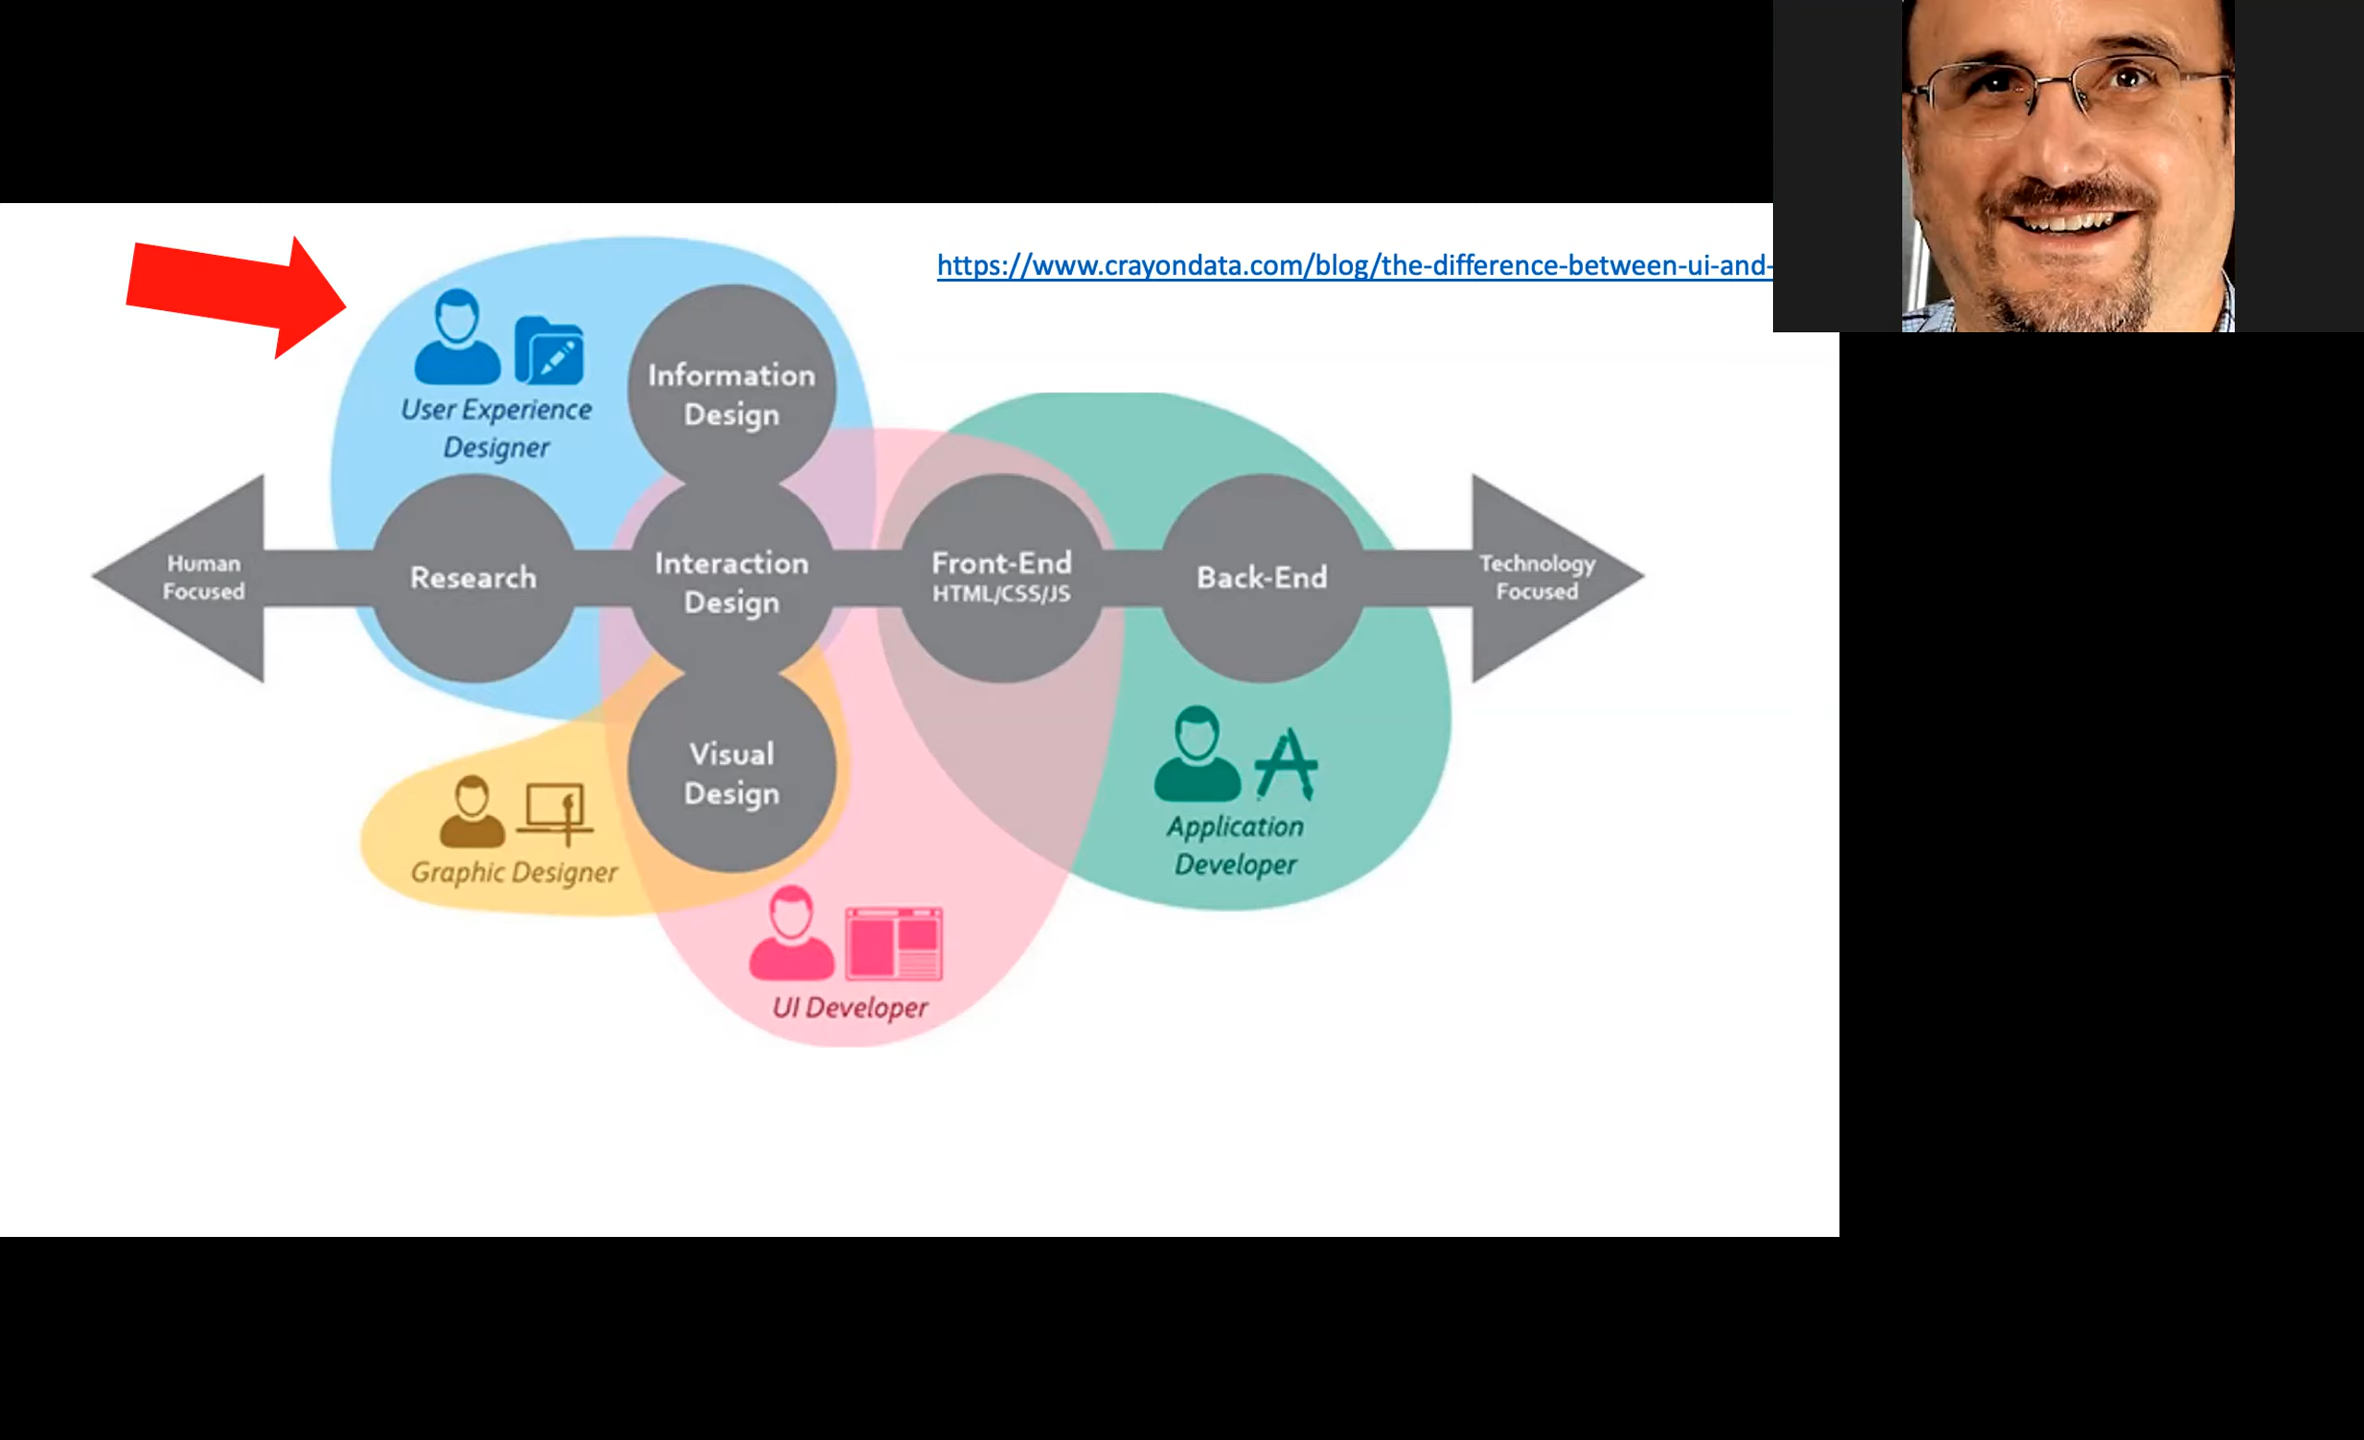 https://www.crayondata.com/blog/the-difference-between-ui-and-
User Experience
Designer
Information
Design
Human
Focused
Research
Interaction
Design
Front-End
HTML/CSS/JS
Back-End
Technology
Focused
Visual
Design
Graphic Designer
Application
Developer
UI Developer